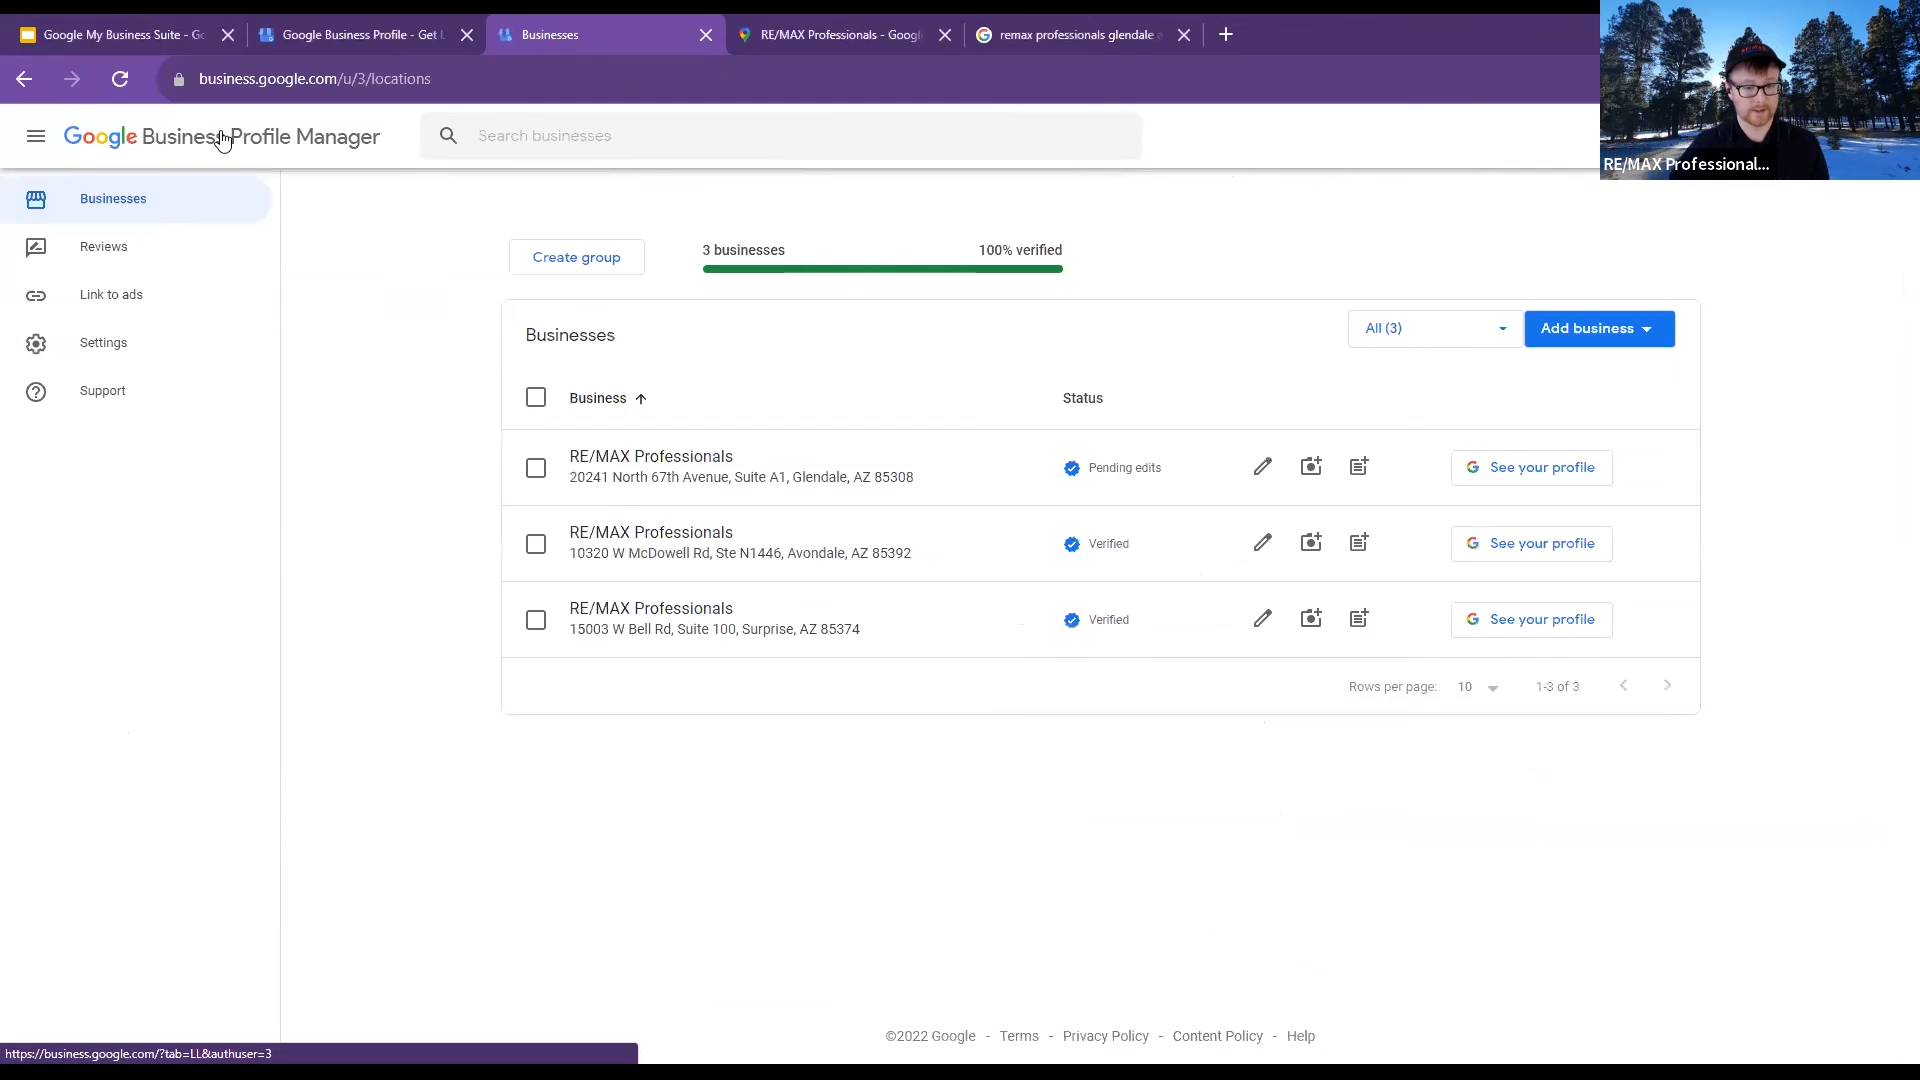 Google My Business Suite - Go
Google Business Profile - Get L
Businesses
RE/MAX Professionals - Googl
remax professionals glendale a
business.google.com/u/3/locations
Google Business Profile Manager
Search businesses
RE/MAX Professional...
Businesses
Reviews
Link to ads
Settings
Support
Create group
3 businesses
100% verified
Businesses
All (3)
Add business
Business
Status
RE/MAX Professionals
20241 North 67th Avenue, Suite A1, Glendale, AZ 85308
Pending edits
See your profile
RE/MAX Professionals
10320 W McDowell Rd, Ste N1446, Avondale, AZ 85392
Verified
See your profile
RE/MAX Professionals
15003 W Bell Rd, Suite 100, Surprise, AZ 85374
Verified
See your profile
Rows per page: 10 1-3 of 3
©2022 Google - Terms - Privacy Policy - Content Policy - Help
https://business.google.com/?tab=LL&authuser=3